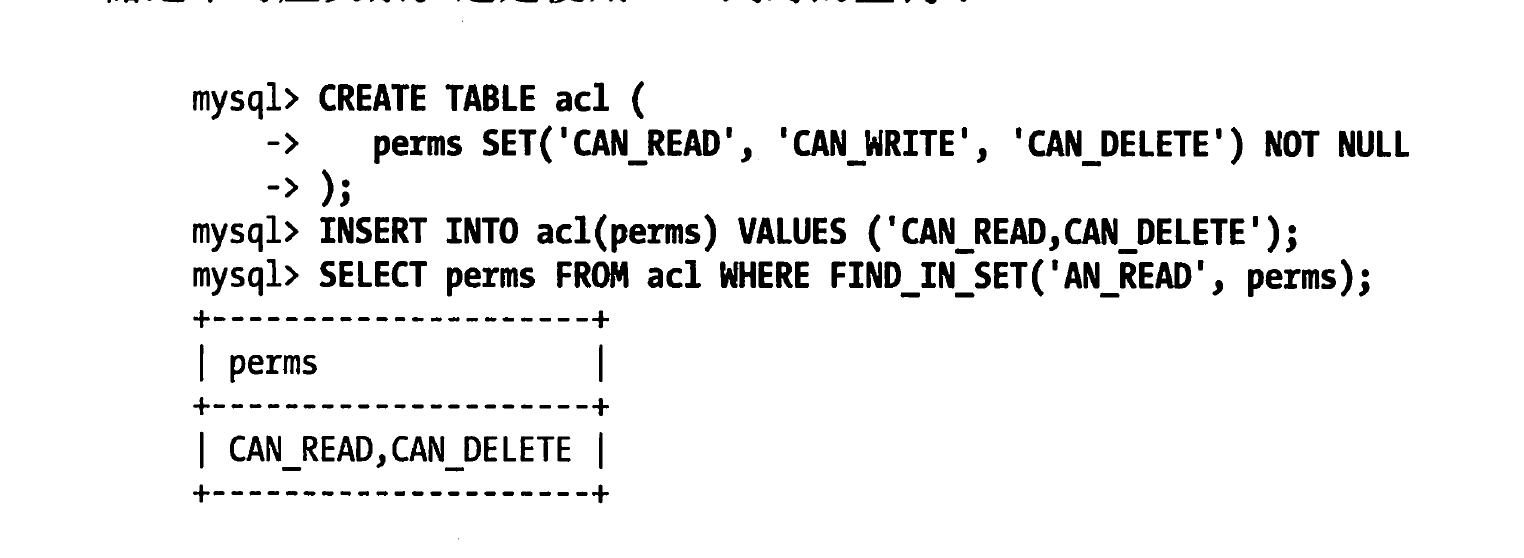 mysql> CREATE TABLE acl (
    ->    perms SET('CAN_READ', 'CAN_WRITE', 'CAN_DELETE') NOT NULL
    -> );
mysql> INSERT INTO acl(perms) VALUES ('CAN_READ,CAN_DELETE');
mysql> SELECT perms FROM acl WHERE FIND_IN_SET('AN_READ', perms);
+---------------------+
| perms               |
+---------------------+
| CAN_READ,CAN_DELETE |
+---------------------+